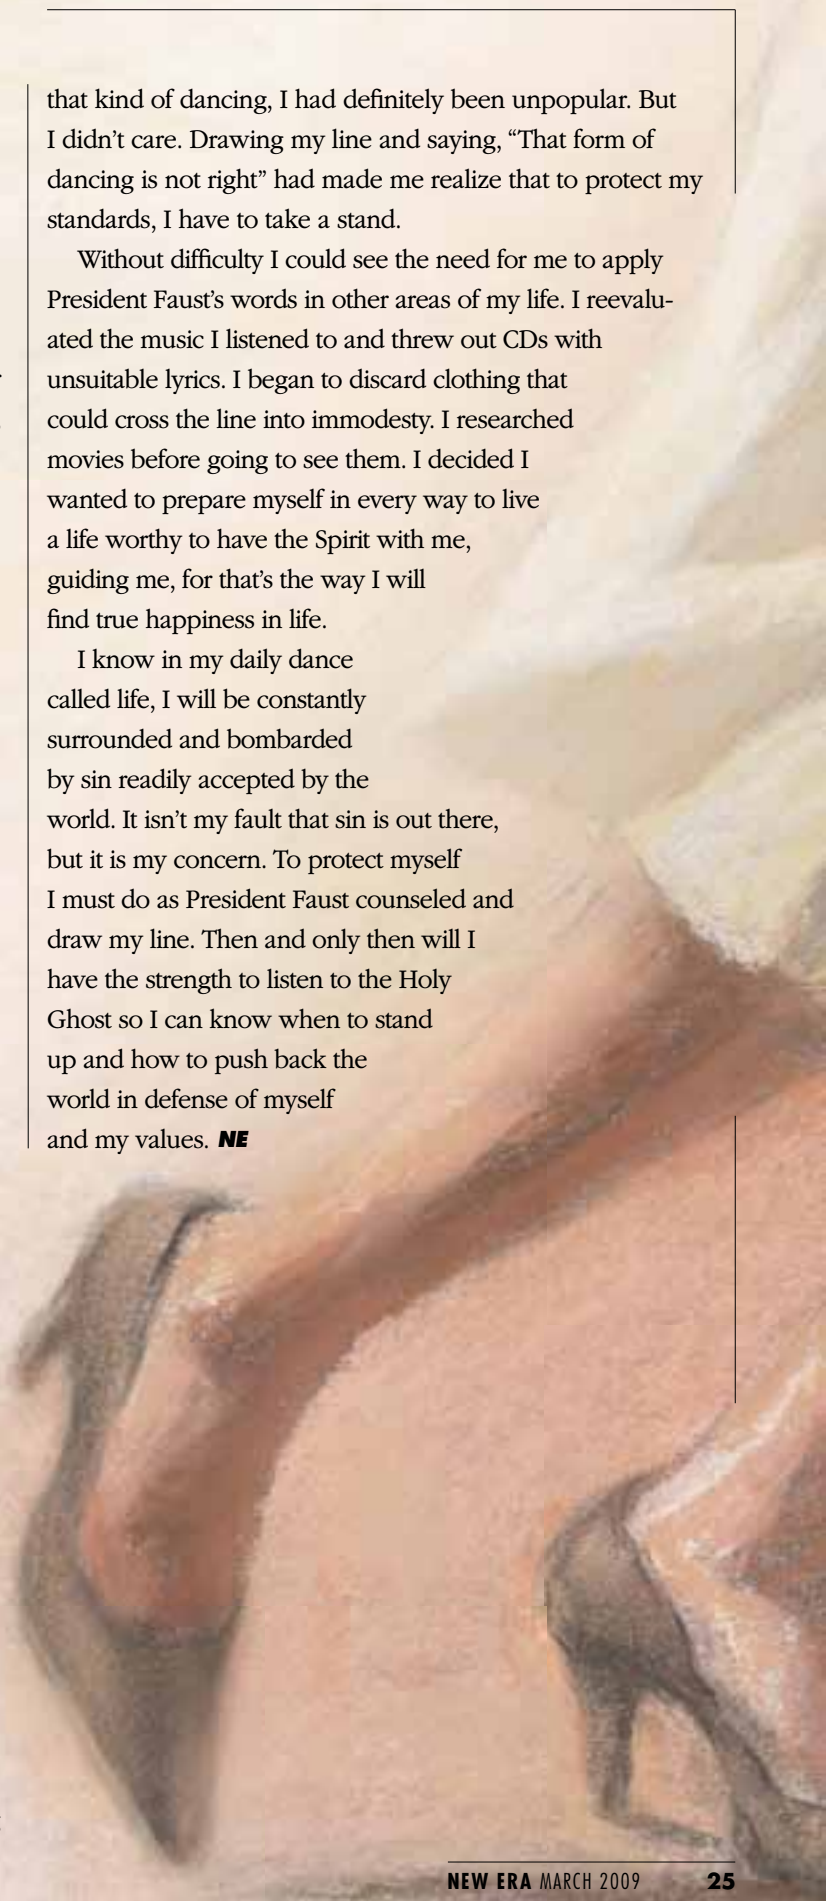 that kind of dancing, I had definitely been unpopular. But
I didn’t care. Drawing my line and saying, “That form of
dancing is not right” had made me realize that to protect my
standards, I have to take a stand.
Without difficulty I could see the need for me to apply
President Faust’s words in other areas of my life. I reevalu-
ated the music I listened to and threw out CDs with
unsuitable lyrics. I began to discard clothing that
could cross the line into immodesty. I researched
movies before going to see them. I decided I
wanted to prepare myself in every way to live
a life worthy to have the Spirit with me,
guiding me, for that’s the way I will
find true happiness in life.
I know in my daily dance
called life, I will be constantly
surrounded and bombarded
by sin readily accepted by the
world. It isn’t my fault that sin is out there,
but it is my concern. To protect myself
I must do as President Faust counseled and
draw my line. Then and only then will I
have the strength to listen to the Holy
Ghost so I can know when to stand
up and how to push back the
world in defense of myself
and my values. NE
NEW ERA MARCH 2009 25